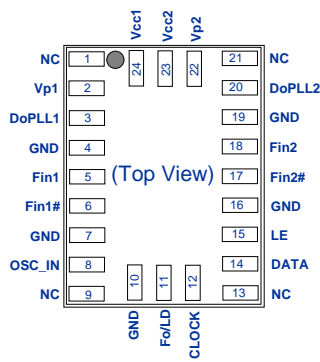 Vcc1 Vcc2 Vp2
24 23 22
NC 1 21 NC
Vp1 2 20 DoPLL2
DoPLL1 3 19 GND
GND 4 18 Fin2
Fin1 5 (Top View) 17 Fin2#
Fin1# 6 16 GND
GND 7 15 LE
OSC_IN 8 14 DATA
NC 9 13 NC
10 11 12
GND Fo/LD CLOCK